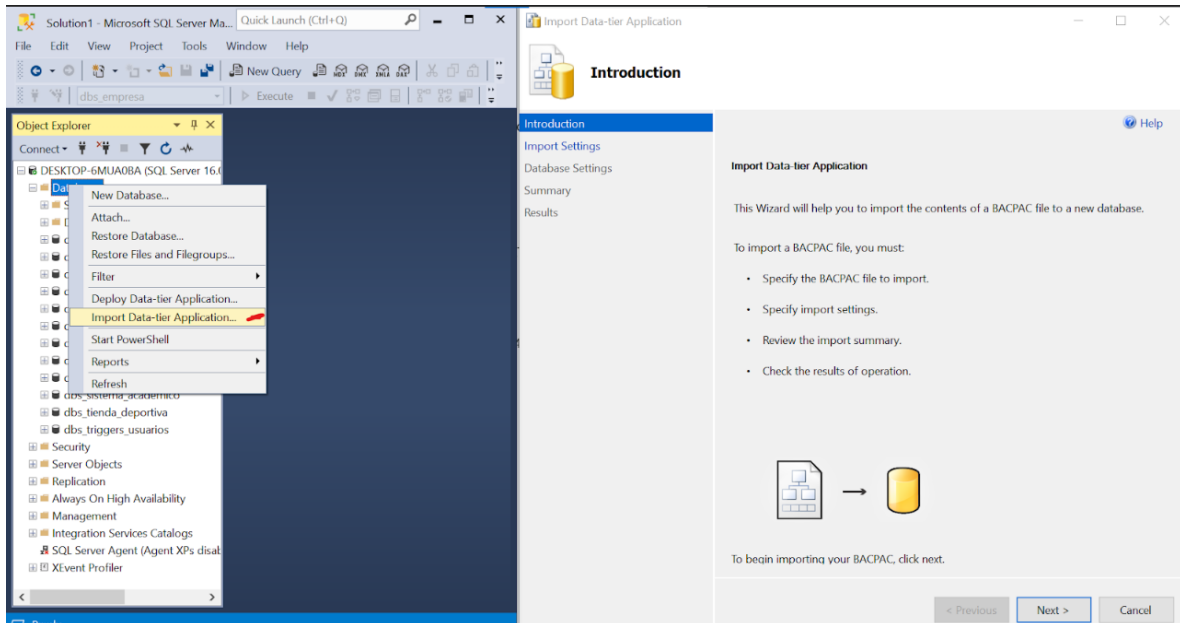 Solution1 - Microsoft SQL Server Ma...
Quick Launch (Ctrl+Q)
File Edit View Project Tools Window Help
New Query
dbs_empresa
Execute
Object Explorer
Connect
DESKTOP-6MUA0BA (SQL Server 16.0
New Database...
Attach...
Restore Database...
Restore Files and Filegroups...
Filter
Deploy Data-tier Application...
Import Data-tier Application...
Start PowerShell
Reports
Refresh
dbs_sistema_academico
dbs_tienda_deportiva
dbs_triggers_usuarios
Security
Server Objects
Replication
Always On High Availability
Management
Integration Services Catalogs
SQL Server Agent (Agent XPs disabl
XEvent Profiler
Import Data-tier Application
Introduction
Introduction
Help
Import Settings
Database Settings
Summary
Results
Import Data-tier Application
This Wizard will help you to import the contents of a BACPAC file to a new database.
To import a BACPAC file, you must:
• Specify the BACPAC file to import.
• Specify import settings.
• Review the import summary.
• Check the results of operation.
To begin importing your BACPAC, click next.
< Previous
Next >
Cancel